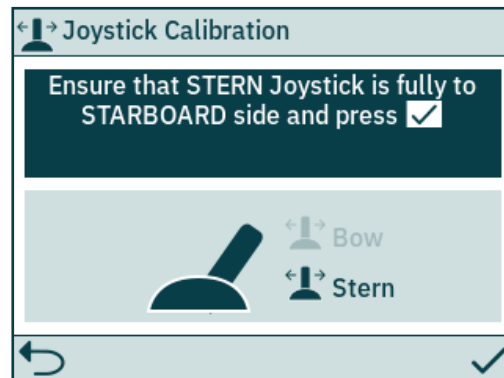 Joystick Calibration
Ensure that STERN Joystick is fully to
STARBOARD side and press
Bow
Stern